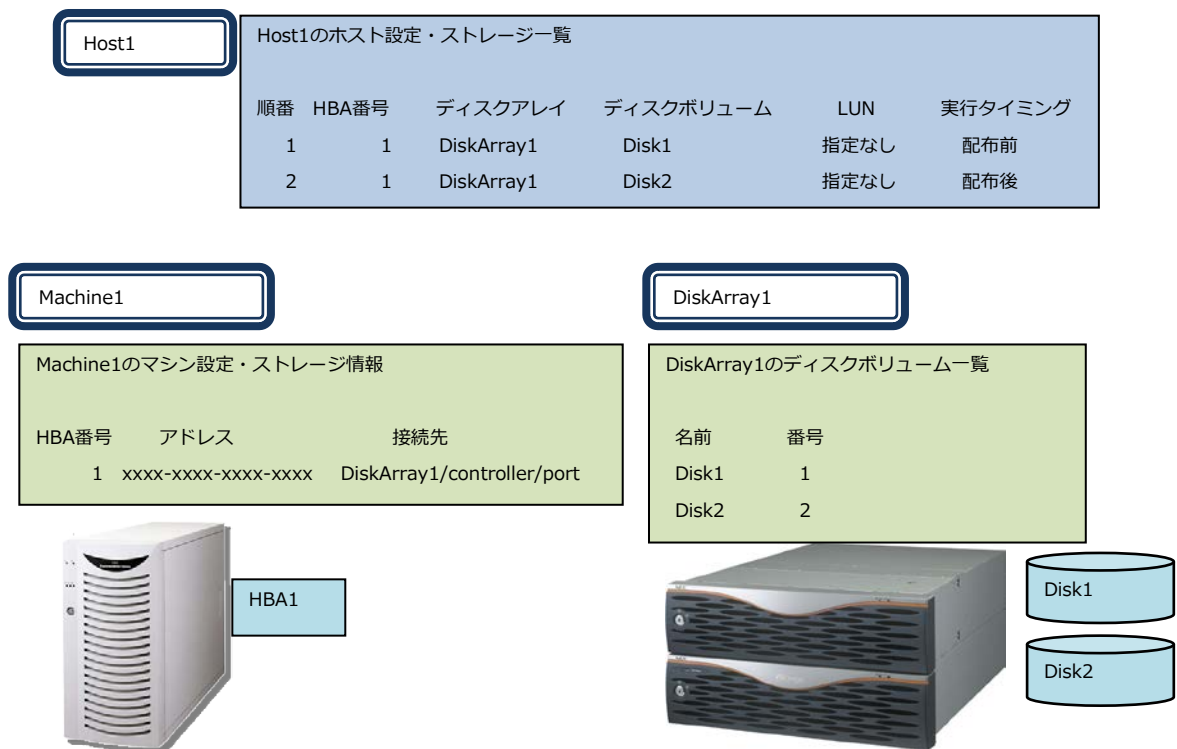 Host1
Host1のホスト設定・ストレージ一覧
順番 HBA番号 ディスクアレイ ディスクボリューム LUN 実行タイミング
1 1 DiskArray1 Disk1 指定なし 配布前
2 1 DiskArray1 Disk2 指定なし 配布後
Machine1
Machine1のマシン設定・ストレージ情報
HBA番号 アドレス 接続先
1 xxxx-xxxx-xxxx-xxxx DiskArray1/controller/port
HBA1
DiskArray1
DiskArray1のディスクボリューム一覧
名前 番号
Disk1 1
Disk2 2
Disk1
Disk2